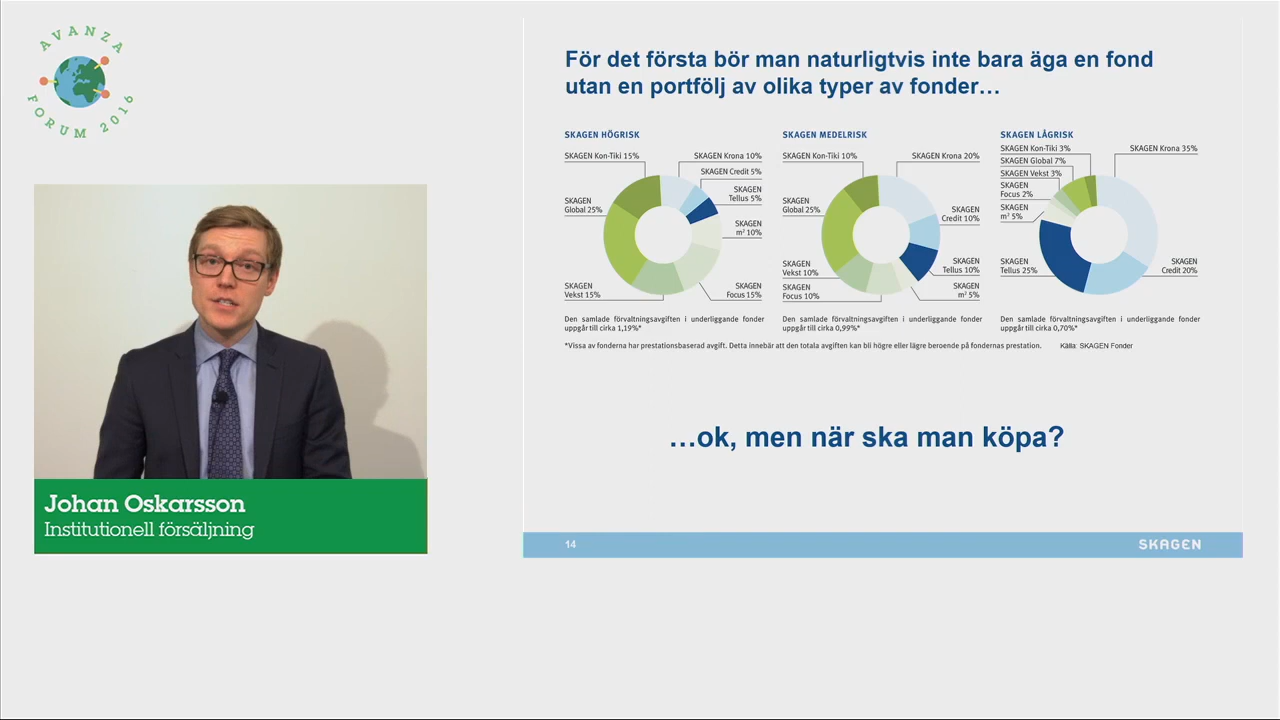 AVANZA
FORUM 2016
Johan Oskarsson
Institutionell försäljning
För det första bör man naturligtvis inte bara äga en fond
utan en portfölj av olika typer av fonder…
SKAGEN HÖGRISK
SKAGEN Kon-Tiki 15%
SKAGEN Krona 10%
SKAGEN Credit 5%
SKAGEN
Tellus 5%
SKAGEN
Global 25%
SKAGEN
m² 10%
SKAGEN
Vekst 15%
SKAGEN
Focus 15%
Den samlade förvaltningsavgiften i underliggande fonder
uppgår till cirka 1,19%*
SKAGEN MEDELRISK
SKAGEN Kon-Tiki 10%
SKAGEN Krona 20%
SKAGEN
Global 25%
SKAGEN
Credit 10%
SKAGEN
Vekst 10%
SKAGEN
Tellus 10%
SKAGEN
Focus 10%
SKAGEN
m² 5%
Den samlade förvaltningsavgiften i underliggande fonder
uppgår till cirka 0,99%*
SKAGEN LÅGRISK
SKAGEN Kon-Tiki 3%
SKAGEN Krona 35%
SKAGEN Global 7%
SKAGEN Vekst 3%
SKAGEN
Focus 2%
SKAGEN
m² 5%
SKAGEN
Tellus 25%
SKAGEN
Credit 20%
Den samlade förvaltningsavgiften i underliggande fonder
uppgår till cirka 0,70%*
*Vissa av fonderna har prestationsbaserad avgift. Detta innebär att den totala avgiften kan bli högre eller lägre beroende på fondernas prestation.
Källa: SKAGEN Fonder
…ok, men när ska man köpa?
14
SKAGEN